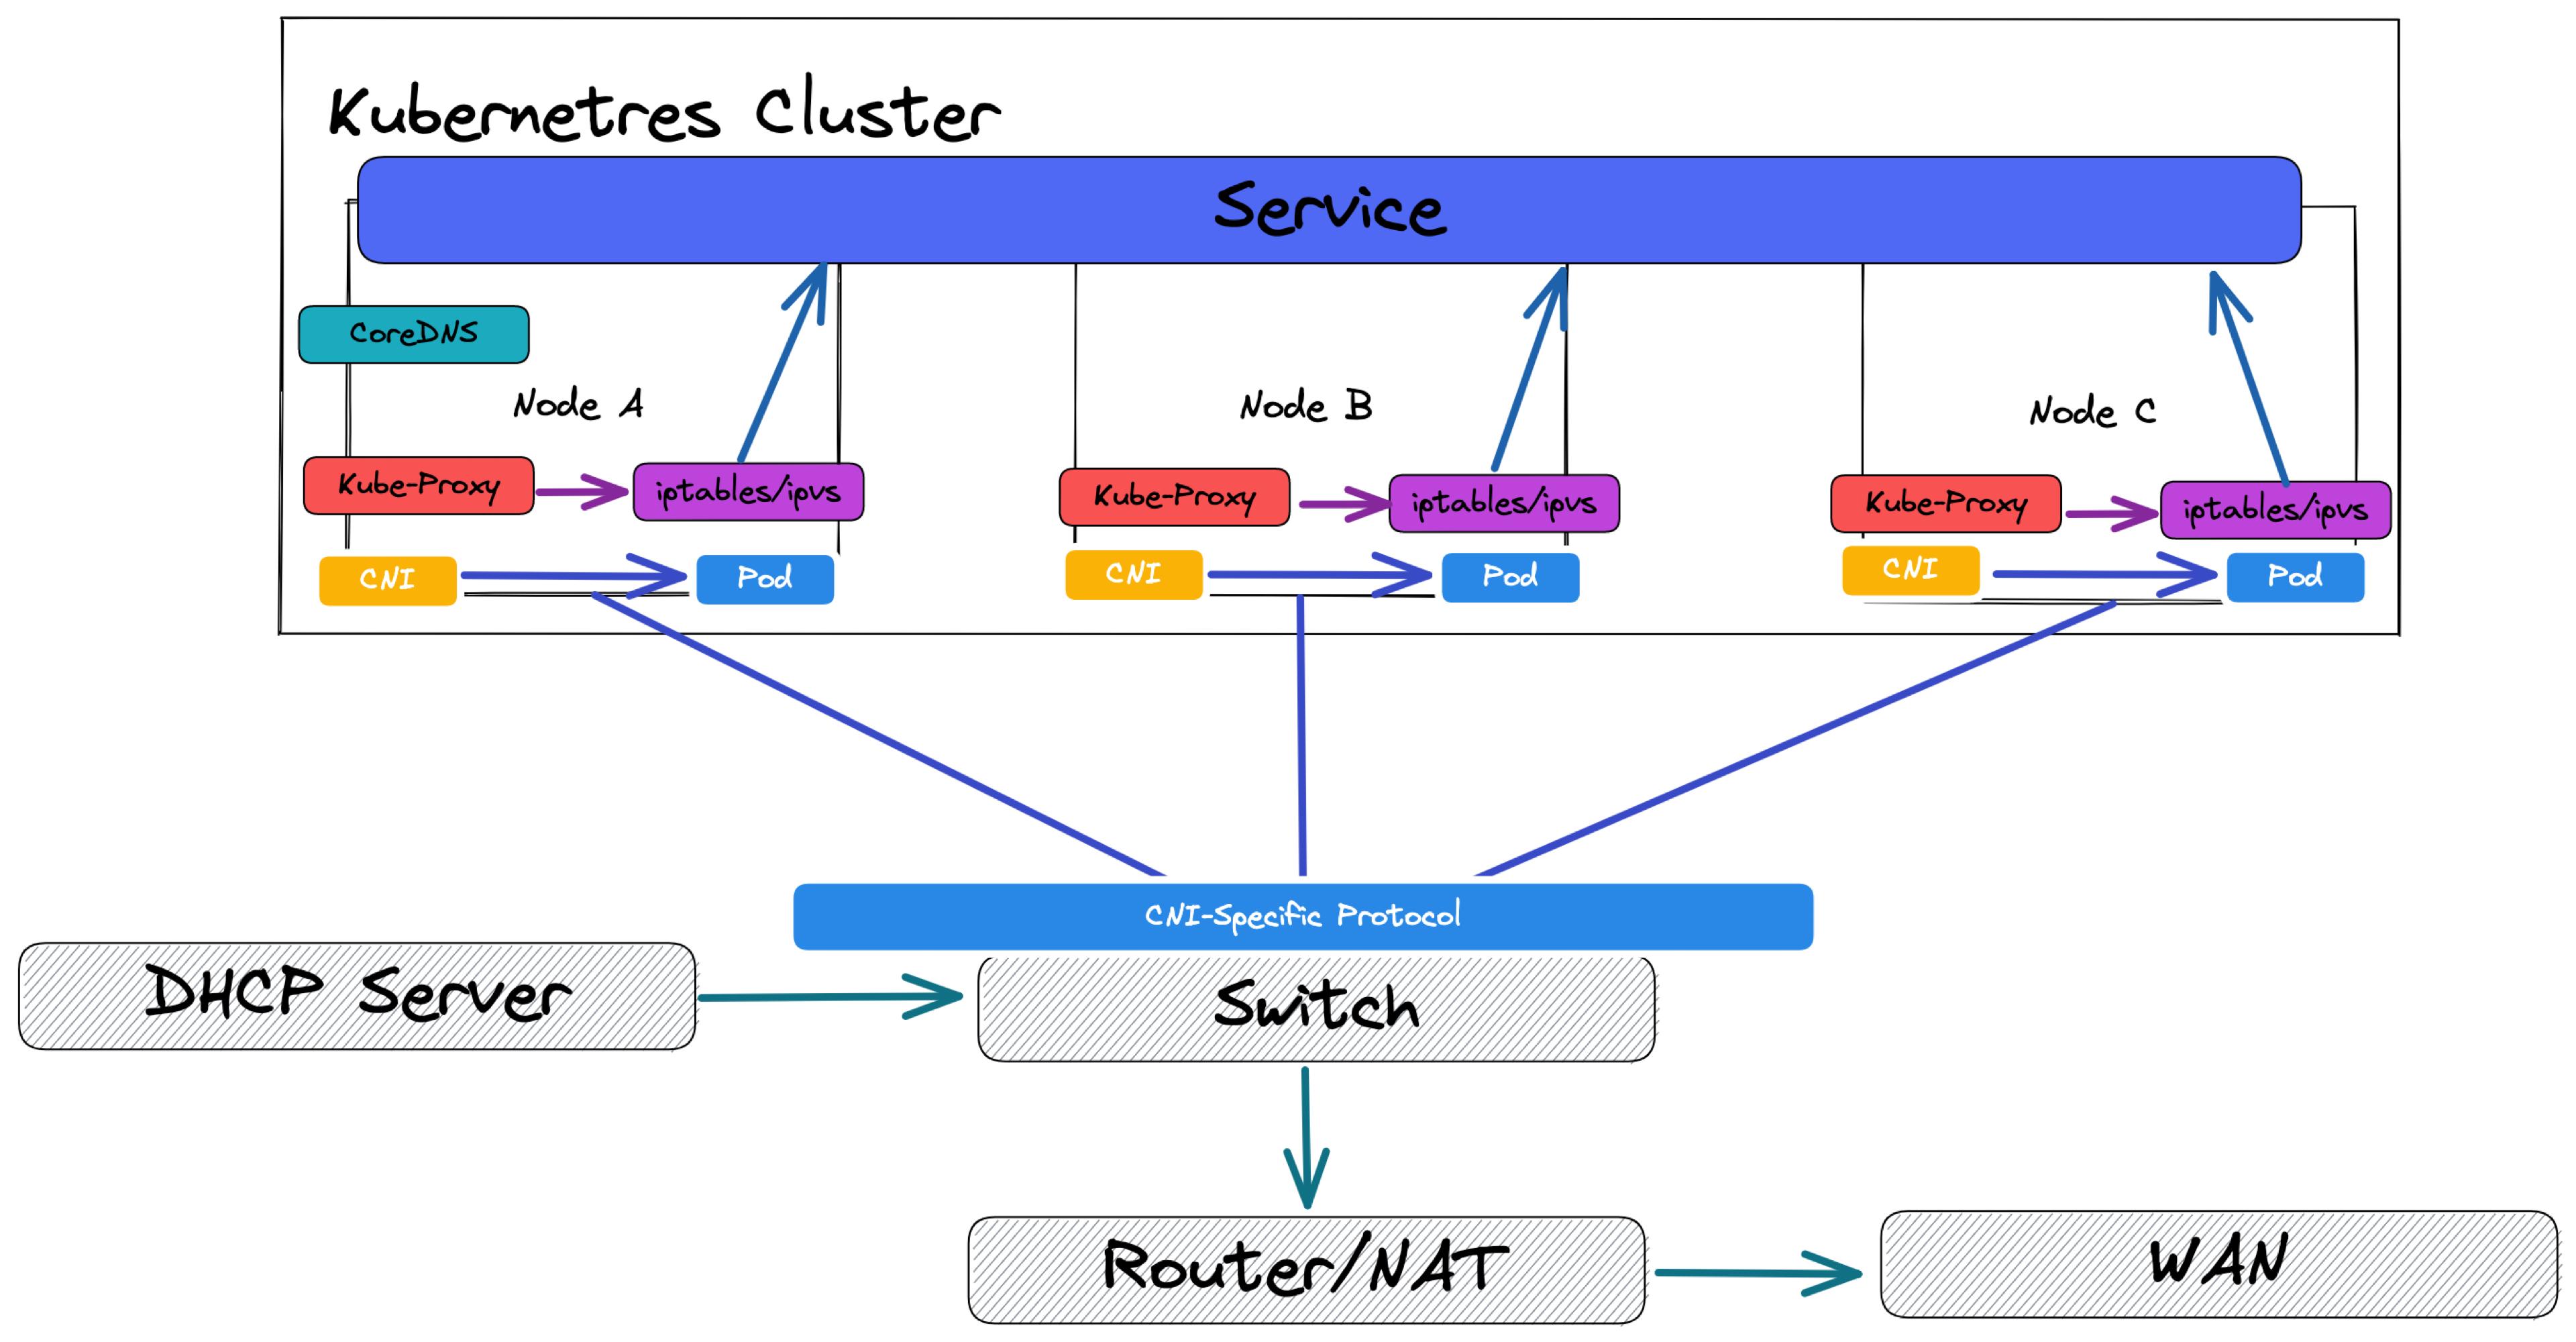 Kubernetres Cluster
Service
CoreDNS
Node A
Node B
Node C
Kube-Proxy
iptables/ipvs
Kube-Proxy
iptables/ipvs
Kube-Proxy
iptables/ipvs
CNI
Pod
CNI
Pod
CNI
Pod
CNI-Specific Protocol
DHCP Server
Switch
Router/NAT
WAN